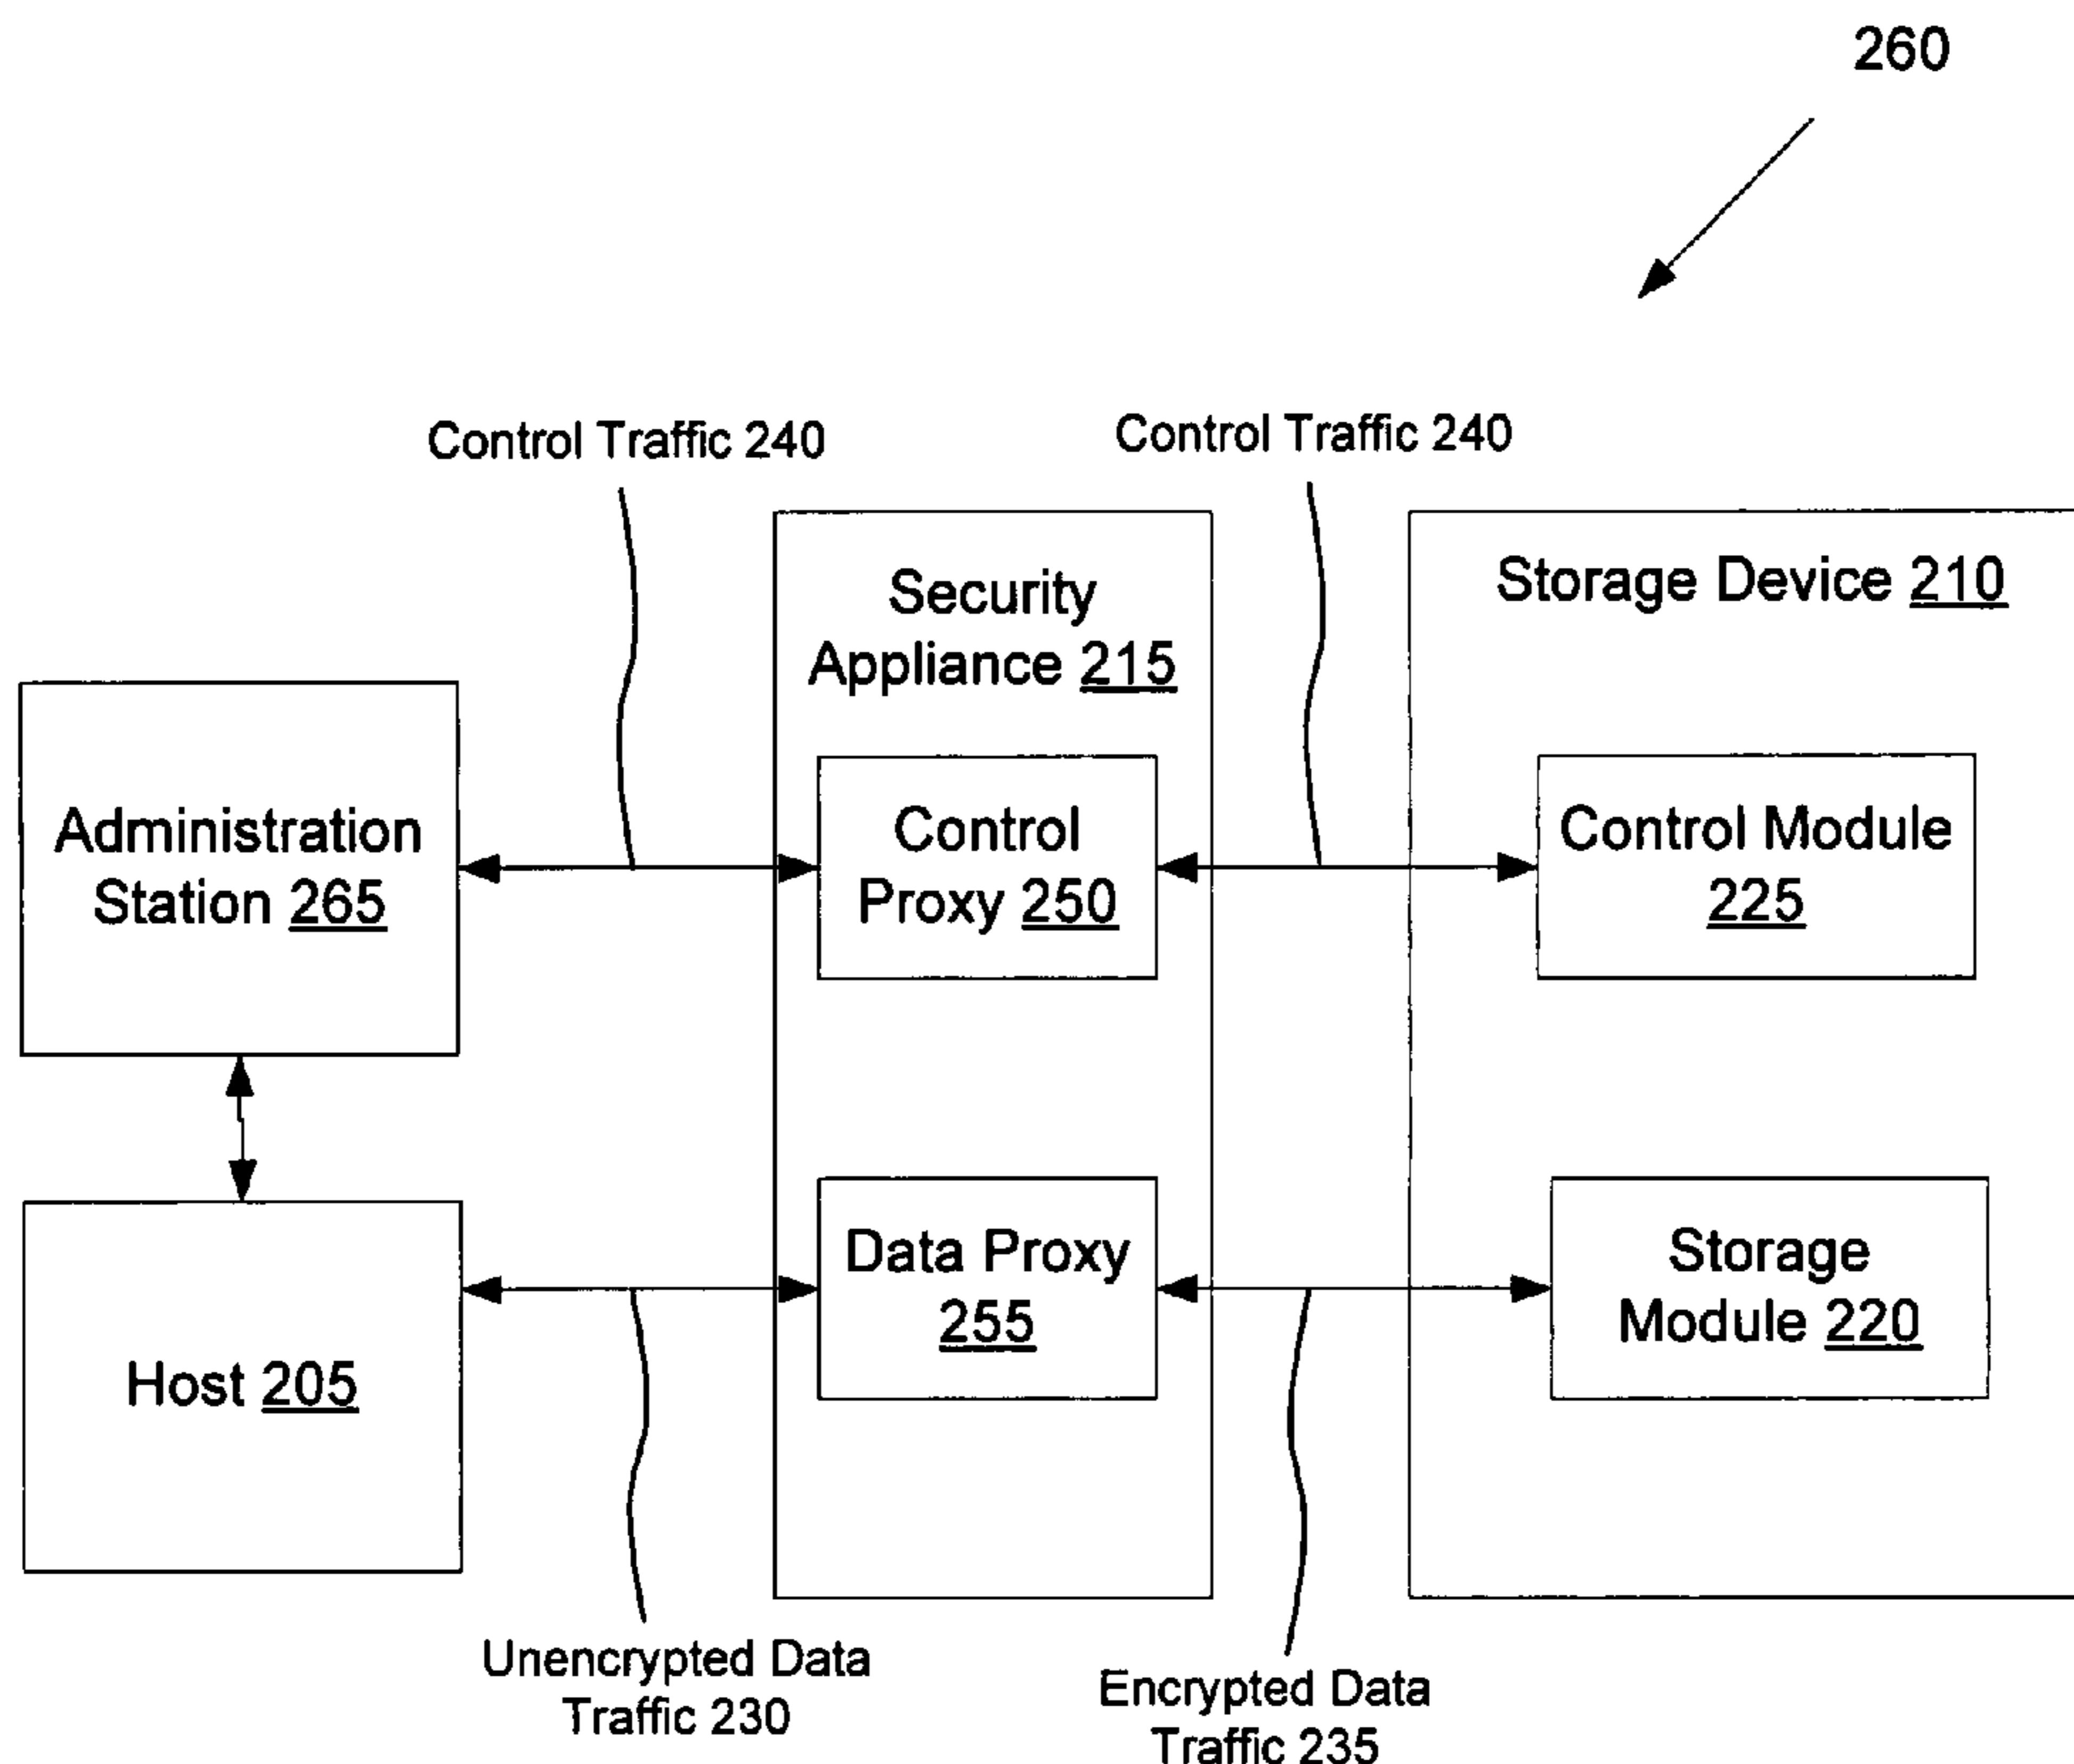 260
Control Traffic 240
Control Traffic 240
Security
Appliance 215
Storage Device 210
Administration
Station 265
Control
Proxy 250
Control Module
225
Host 205
Data Proxy
255
Storage
Module 220
Unencrypted Data
Traffic 230
Encrypted Data
Traffic 235